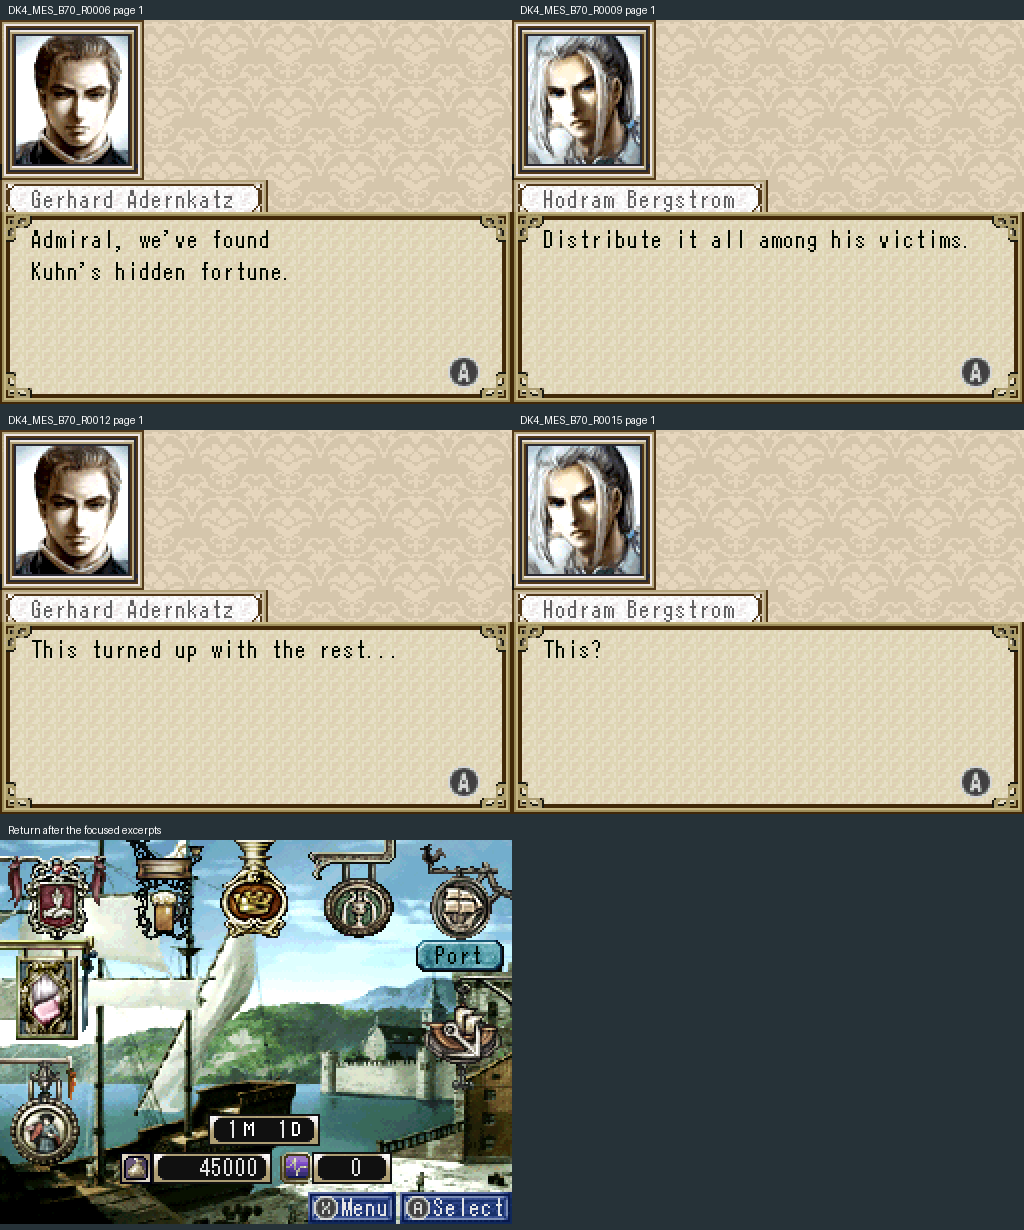 DK4_MES_B70_R0006 page 1
Gerhard Adernkatz
Admiral, we've found
Kuhn's hidden fortune.
A
DK4_MES_B70_R0009 page 1
Hodram Bergstrom
Distribute it all among his victims.
A
DK4_MES_B70_R0012 page 1
Gerhard Adernkatz
This turned up with the rest...
A
DK4_MES_B70_R0015 page 1
Hodram Bergstrom
This?
A
Return after the focused excerpts
Port
1M 1D
45000
0
X Menu
A Select